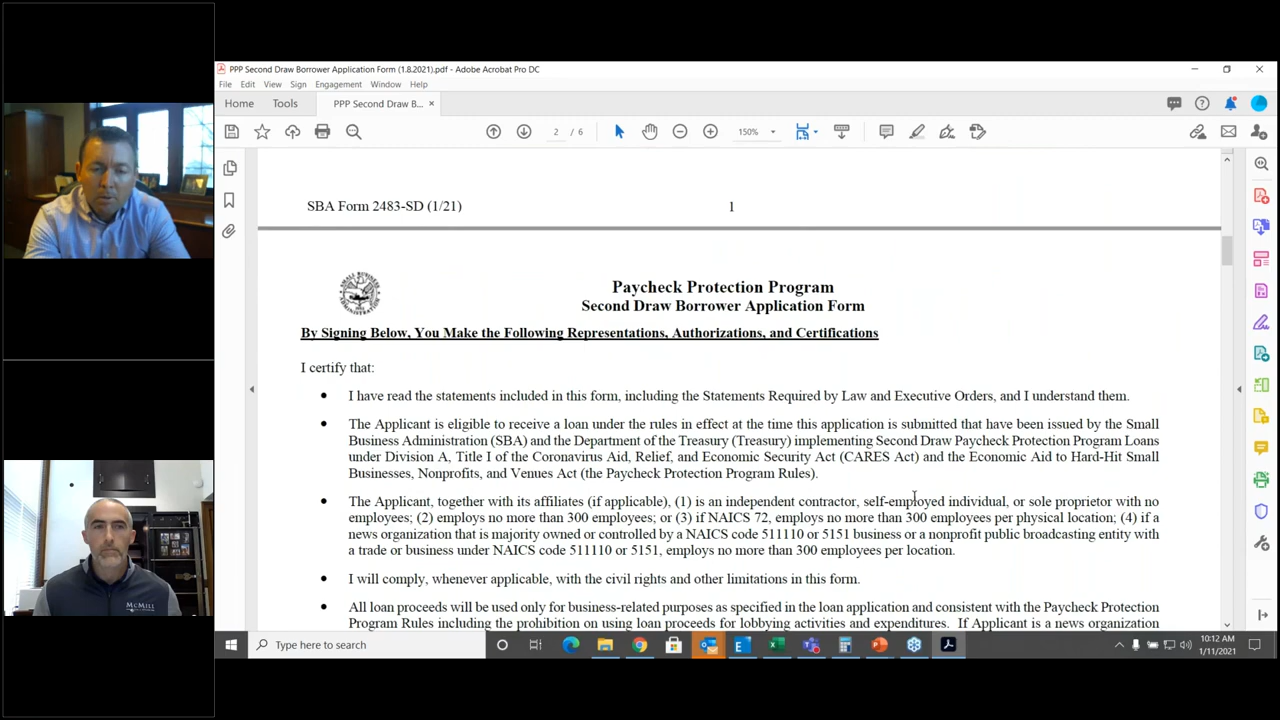 PPP Second Draw Borrower Application Form (1.8.2021).pdf - Adobe Acrobat Pro DC
File Edit View Sign Engagement Window Help
Home Tools PPP Second Draw B... ×
2 / 6 150%
SBA Form 2483-SD (1/21) 1
Paycheck Protection Program
Second Draw Borrower Application Form
By Signing Below, You Make the Following Representations, Authorizations, and Certifications
I certify that:
• I have read the statements included in this form, including the Statements Required by Law and Executive Orders, and I understand them.
• The Applicant is eligible to receive a loan under the rules in effect at the time this application is submitted that have been issued by the Small
Business Administration (SBA) and the Department of the Treasury (Treasury) implementing Second Draw Paycheck Protection Program Loans
under Division A, Title I of the Coronavirus Aid, Relief, and Economic Security Act (CARES Act) and the Economic Aid to Hard-Hit Small
Businesses, Nonprofits, and Venues Act (the Paycheck Protection Program Rules).
• The Applicant, together with its affiliates (if applicable), (1) is an independent contractor, self-employed individual, or sole proprietor with no
employees; (2) employs no more than 300 employees; or (3) if NAICS 72, employs no more than 300 employees per physical location; (4) if a
news organization that is majority owned or controlled by a NAICS code 511110 or 5151 business or a nonprofit public broadcasting entity with
a trade or business under NAICS code 511110 or 5151, employs no more than 300 employees per location.
• I will comply, whenever applicable, with the civil rights and other limitations in this form.
• All loan proceeds will be used only for business-related purposes as specified in the loan application and consistent with the Paycheck Protection
Program Rules including the prohibition on using loan proceeds for lobbying activities and expenditures. If Applicant is a news organization
McMILL
Type here to search
10:12 AM
1/11/2021